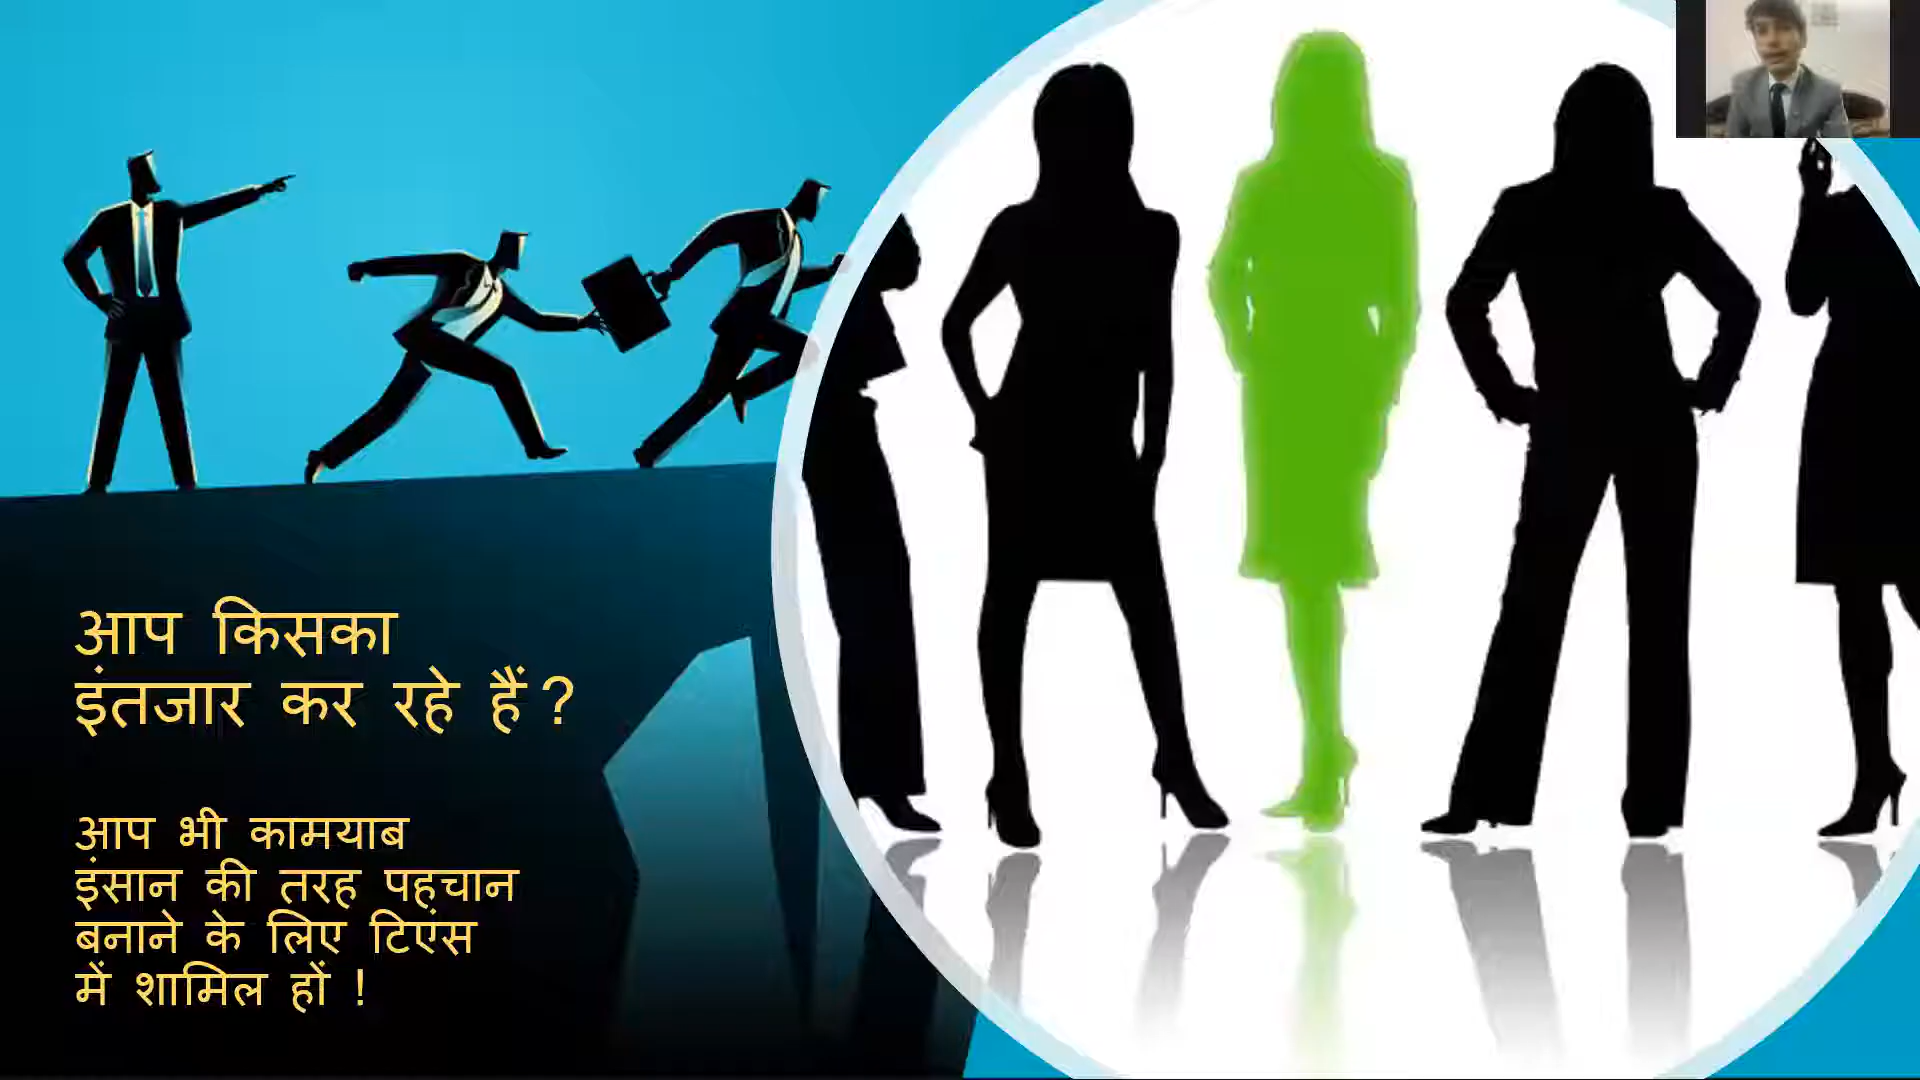 आप किसका
इंतजार कर रहे हैं ?
आप भी कामयाब
इंसान की तरह पहचान
बनाने के लिए टिएंस
में शामिल हों !